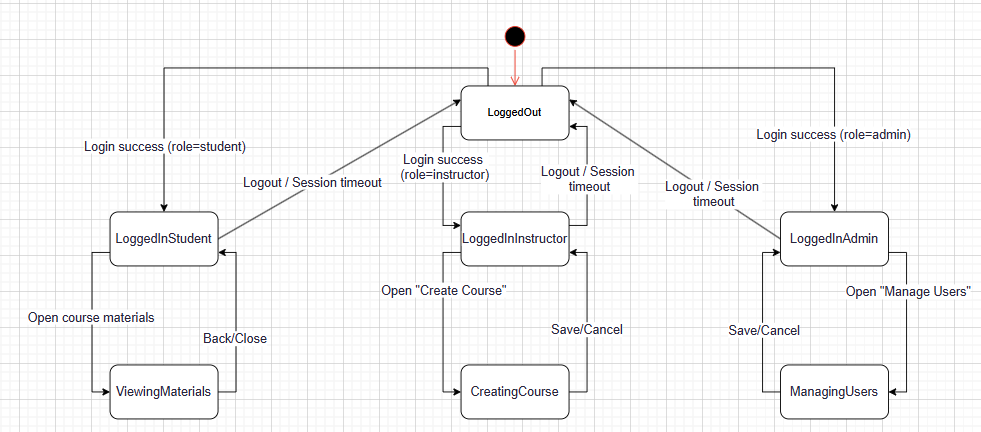 LoggedOut
Login success (role=student)
Login success (role=admin)
Login success
(role=instructor)
Logout / Session timeout
Logout / Session
timeout
Logout / Session
timeout
LoggedInStudent
LoggedInInstructor
LoggedInAdmin
Open "Create Course"
Open "Manage Users"
Open course materials
Back/Close
Save/Cancel
Save/Cancel
ViewingMaterials
CreatingCourse
ManagingUsers